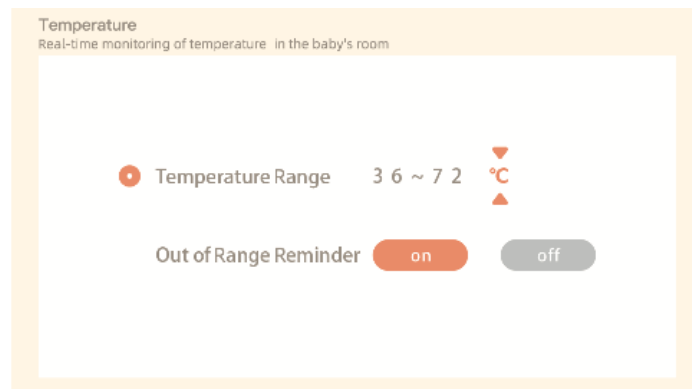 Temperature
Real-time monitoring of temperature in the baby's room
Temperature Range 36~72 °C
Out of Range Reminder on off